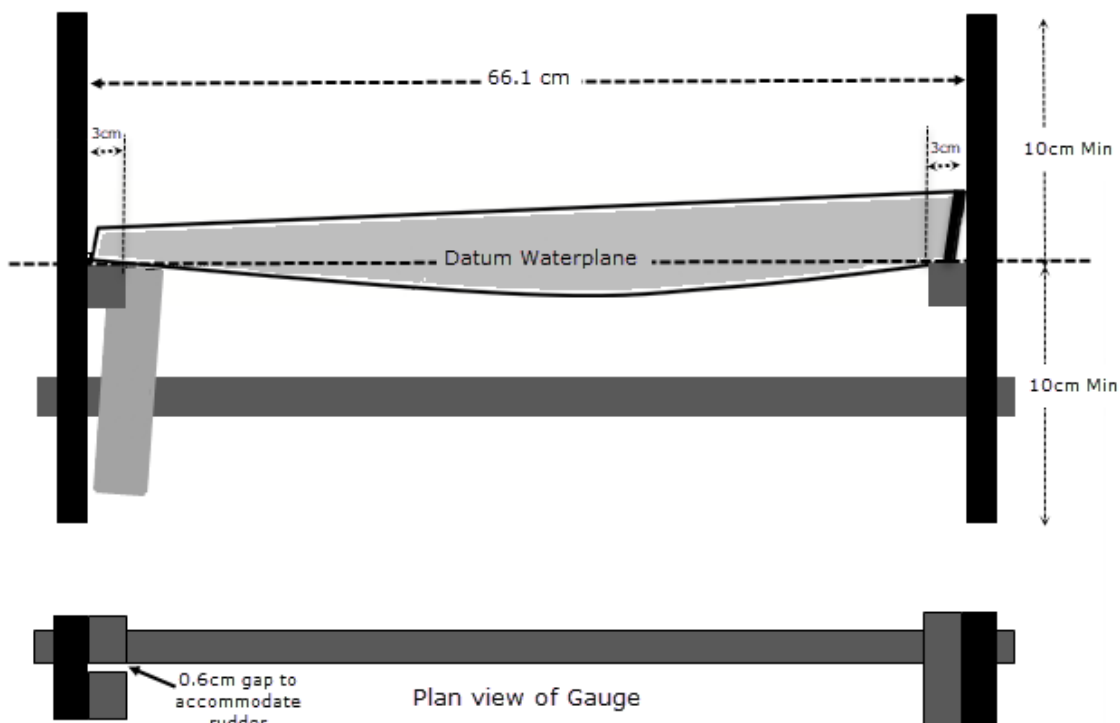 66.1 cm
3cm
3cm
10cm Min
Datum Waterplane
10cm Min
0.6cm gap to
accommodate
rudder
Plan view of Gauge